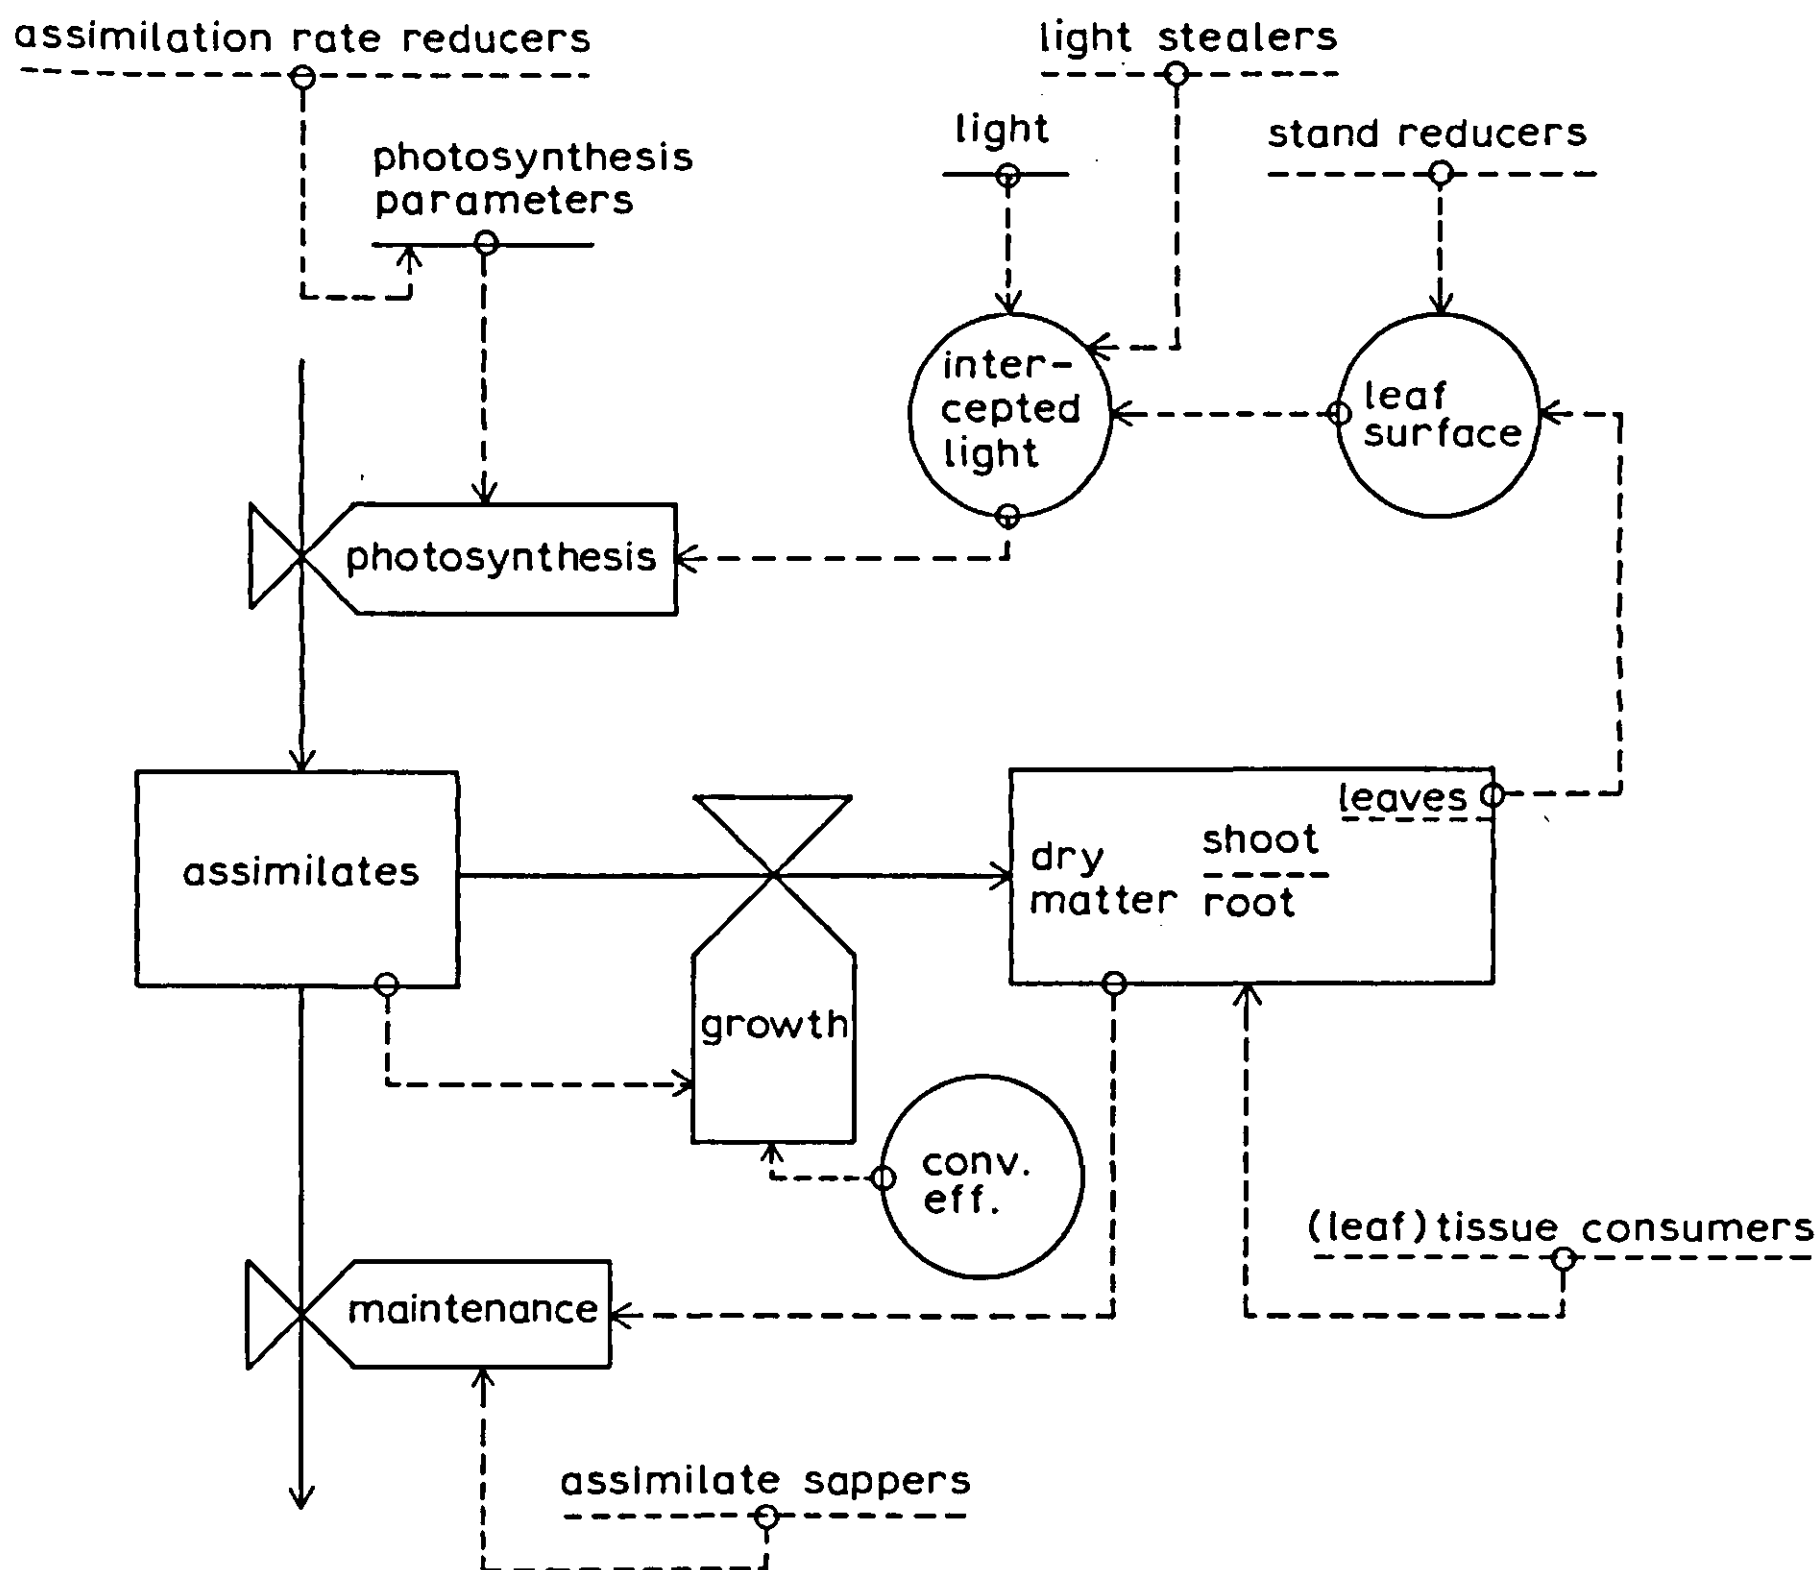 assimilation rate reducers
light stealers
light
stand reducers
photosynthesis
parameters
inter-
cepted
light
leaf
surface
photosynthesis
assimilates
leaves
dry
matter
shoot
root
growth
conv.
eff.
(leaf) tissue consumers
maintenance
assimilate sappers